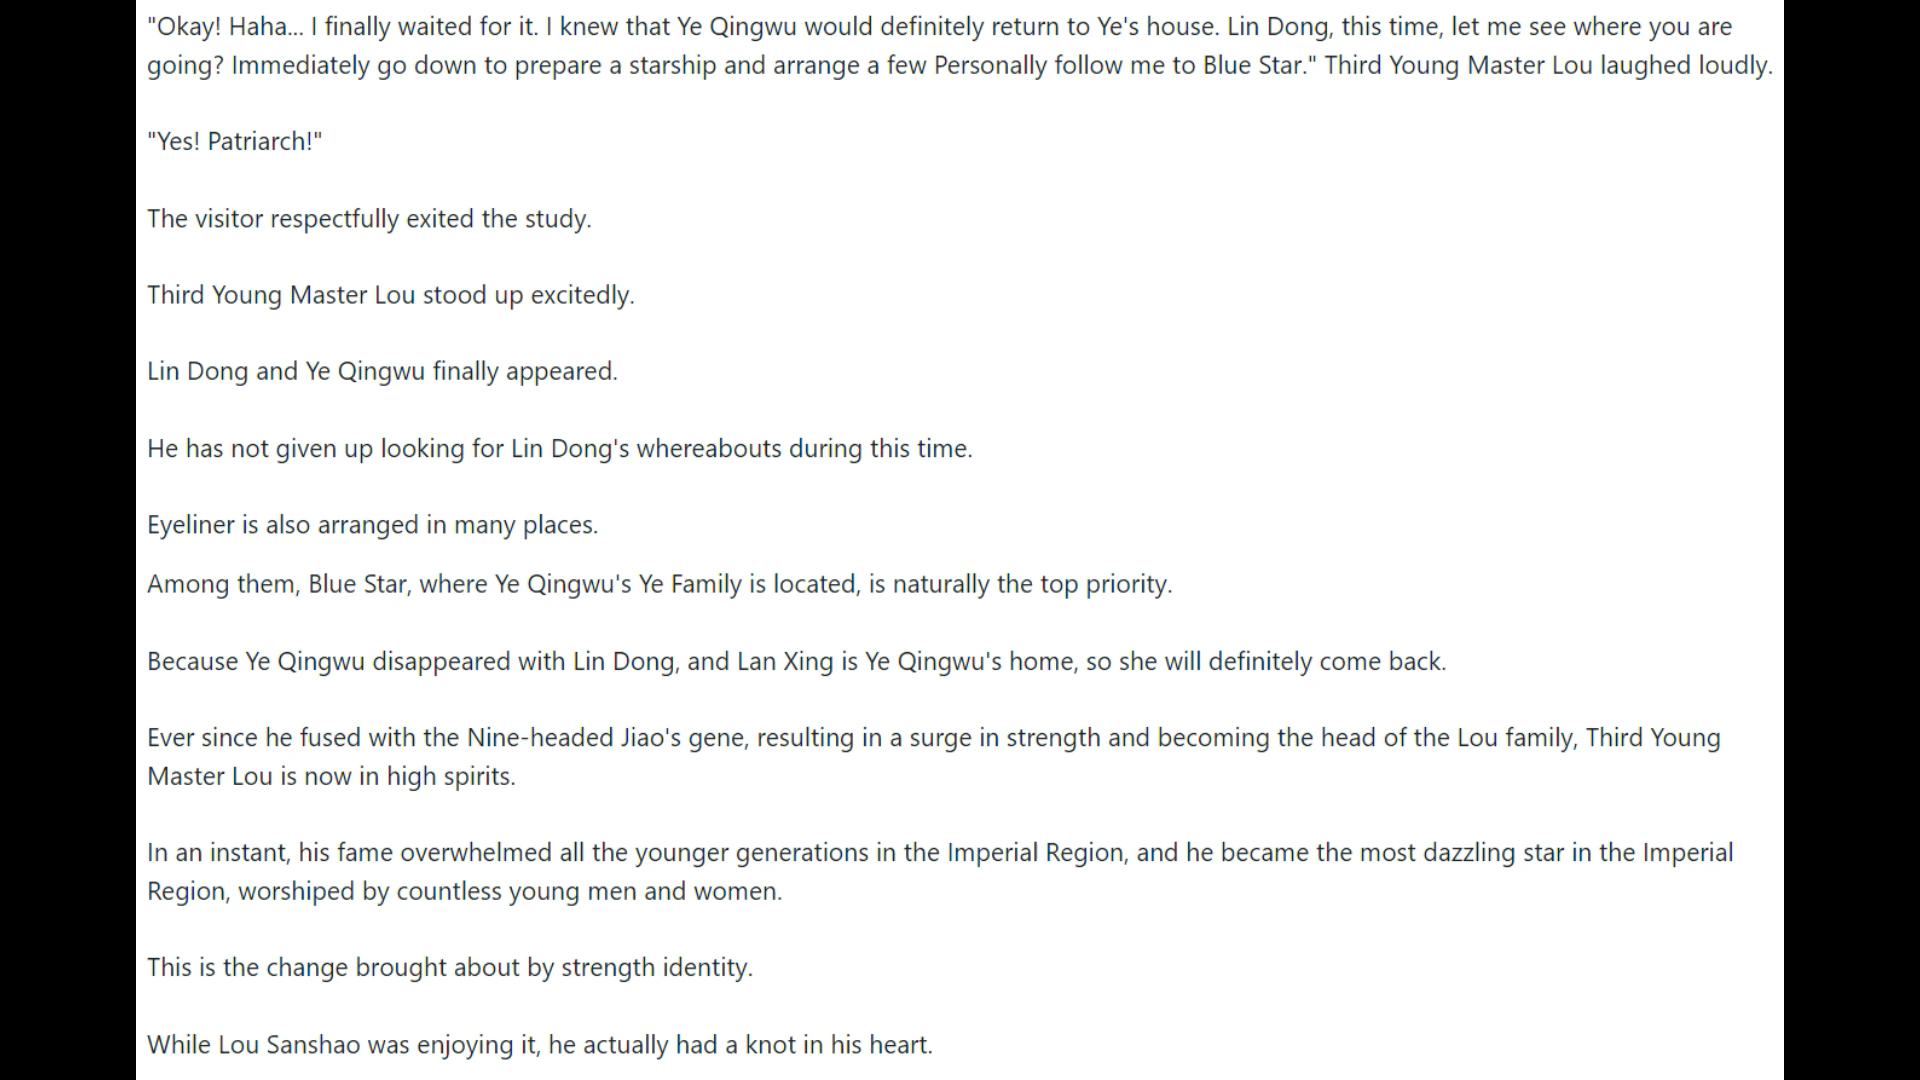 "Okay! Haha... I finally waited for it. I knew that Ye Qingwu would definitely return to Ye's house. Lin Dong, this time, let me see where you are
going? Immediately go down to prepare a starship and arrange a few Personally follow me to Blue Star." Third Young Master Lou laughed loudly.
"Yes! Patriarch!"
The visitor respectfully exited the study.
Third Young Master Lou stood up excitedly.
Lin Dong and Ye Qingwu finally appeared.
He has not given up looking for Lin Dong's whereabouts during this time.
Eyeliner is also arranged in many places.
Among them, Blue Star, where Ye Qingwu's Ye Family is located, is naturally the top priority.
Because Ye Qingwu disappeared with Lin Dong, and Lan Xing is Ye Qingwu's home, so she will definitely come back.
Ever since he fused with the Nine-headed Jiao's gene, resulting in a surge in strength and becoming the head of the Lou family, Third Young
Master Lou is now in high spirits.
In an instant, his fame overwhelmed all the younger generations in the Imperial Region, and he became the most dazzling star in the Imperial
Region, worshiped by countless young men and women.
This is the change brought about by strength identity.
While Lou Sanshao was enjoying it, he actually had a knot in his heart.